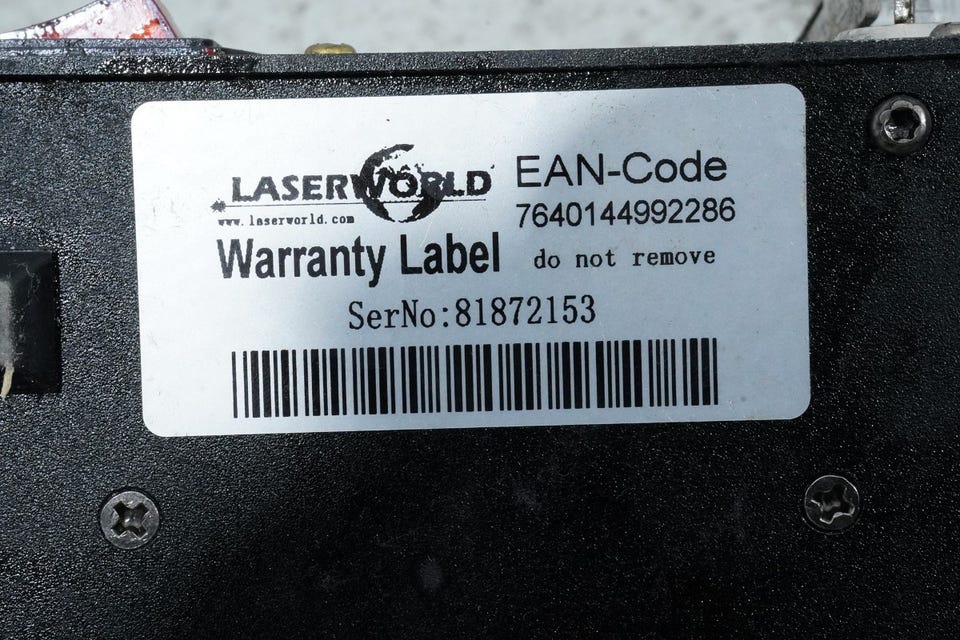 LASERWORLD
www.laserworld.com
EAN-Code
7640144992286
Warranty Label do not remove
SerNo:81872153